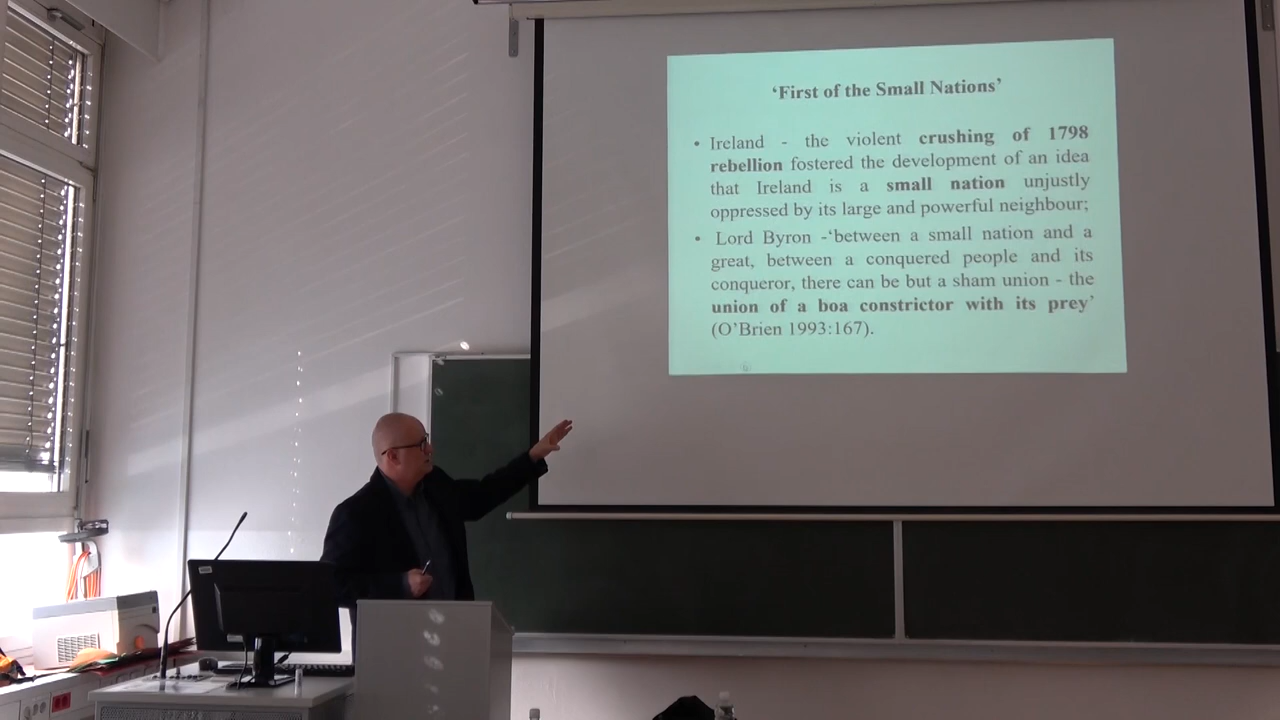 ‘First of the Small Nations’
• Ireland - the violent crushing of 1798
rebellion fostered the development of an idea
that Ireland is a small nation unjustly
oppressed by its large and powerful neighbour;
• Lord Byron -‘between a small nation and a
great, between a conquered people and its
conqueror, there can be but a sham union - the
union of a boa constrictor with its prey’
(O’Brien 1993:167).